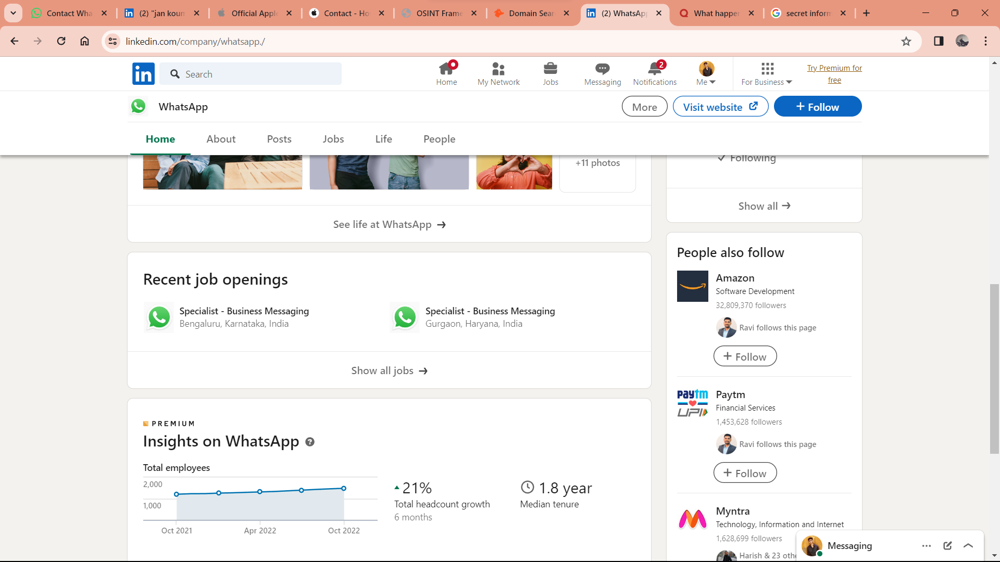 Contact Wha
(2) "jan koum
Official Apple
Contact - Ho
OSINT Frame
Domain Sear
(2) WhatsApp
What happen
secret inform
linkedin.com/company/whatsapp./
in
Search
Home
My Network
Jobs
Messaging
2
Notifications
Me
For Business
Try Premium for
free
WhatsApp
More
Visit website
+ Follow
Home
About
Posts
Jobs
Life
People
+11 photos
See life at WhatsApp →
Recent job openings
Specialist - Business Messaging
Bengaluru, Karnataka, India
Specialist - Business Messaging
Gurgaon, Haryana, India
Show all jobs →
PREMIUM
Insights on WhatsApp
Total employees
2,000
1,000
Oct 2021
Apr 2022
Oct 2022
21%
Total headcount growth
6 months
1.8 year
Median tenure
Following
Show all →
People also follow
Amazon
Software Development
32,809,370 followers
Ravi follows this page
+ Follow
paytm
UPI
Paytm
Financial Services
1,453,628 followers
Ravi follows this page
+ Follow
Myntra
Technology, Information and Internet
1,628,699 followers
Harish & 23 othe
Messaging